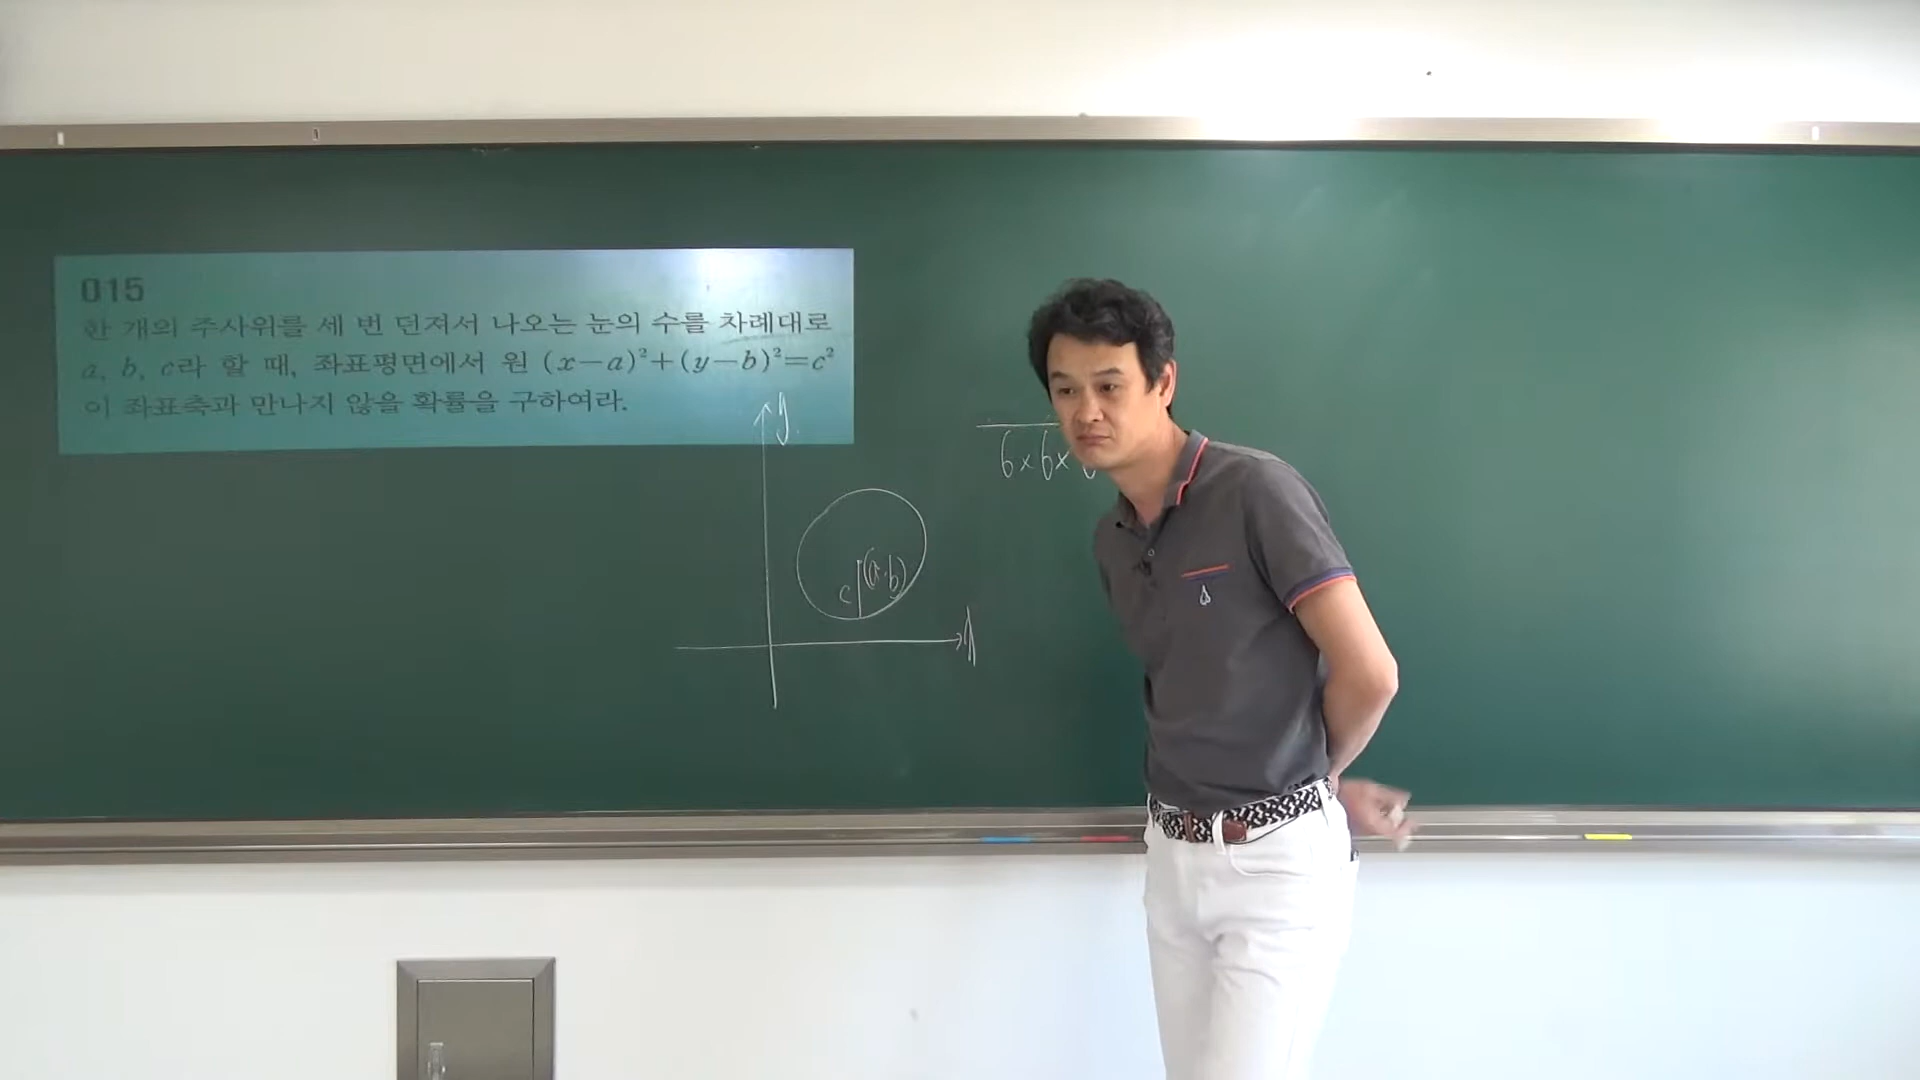 015
한 개의 주사위를 세 번 던져서 나오는 눈의 수를 차례대로
a, b, c라 할 때, 좌표평면에서 원 (x－a)²+(y－b)²=c²
이 좌표축과 만나지 않을 확률을 구하여라.
y
6×6×
(a, b)
c
x